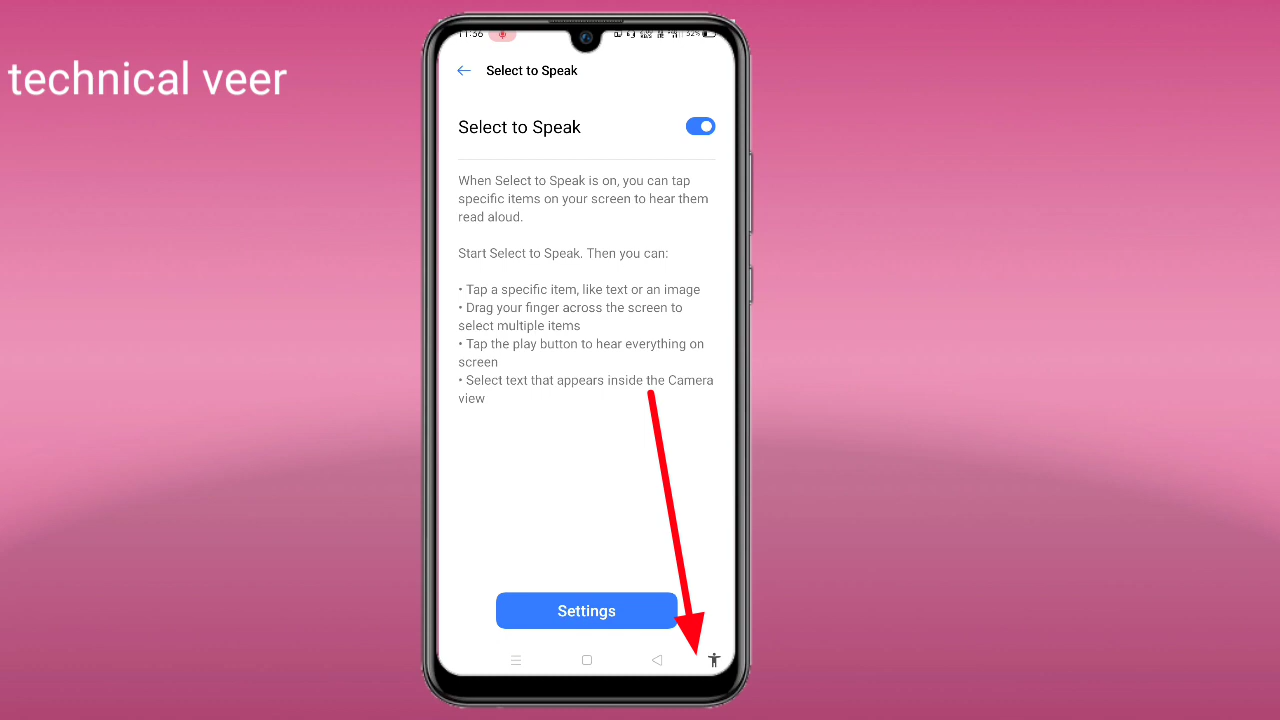 technical veer
11:56
52%
Select to Speak
Select to Speak
When Select to Speak is on, you can tap
specific items on your screen to hear them
read aloud.
Start Select to Speak. Then you can:
• Tap a specific item, like text or an image
• Drag your finger across the screen to
select multiple items
• Tap the play button to hear everything on
screen
• Select text that appears inside the Camera
view
Settings